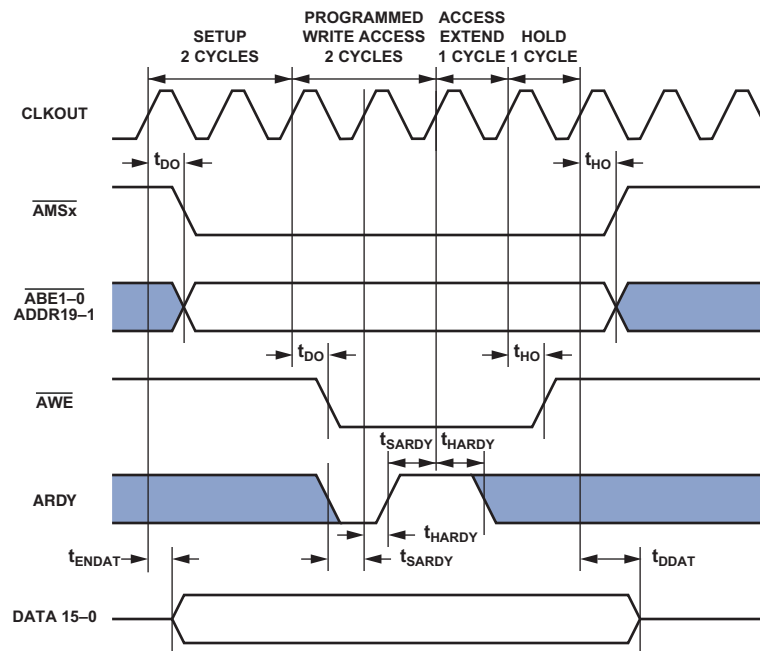 SETUP
2 CYCLES
PROGRAMMED
WRITE ACCESS
2 CYCLES
ACCESS
EXTEND
1 CYCLE
HOLD
1 CYCLE
CLKOUT
tDO
tHO
AMSx
ABE1–0
ADDR19–1
tDO
tHO
AWE
tSARDY
tHARDY
ARDY
tHARDY
tENDAT
tSARDY
tDDAT
DATA 15–0